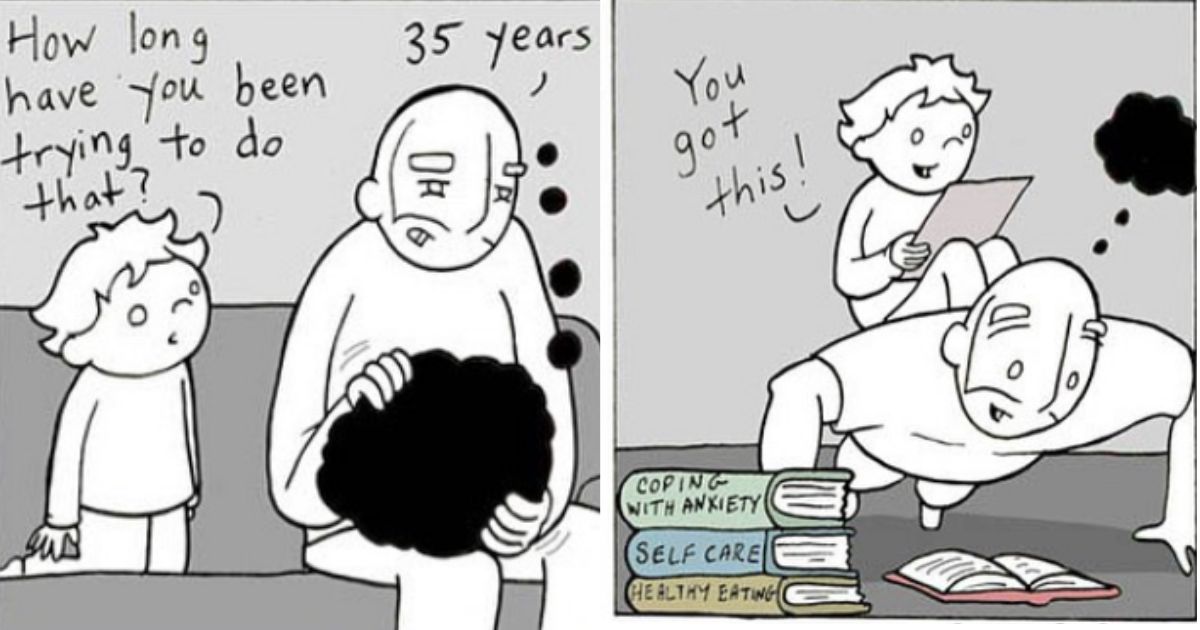 How long
have you been
trying to do
that?
35 years
You
got
this!
COPING
WITH ANXIETY
SELF CARE
HEALTHY EATING